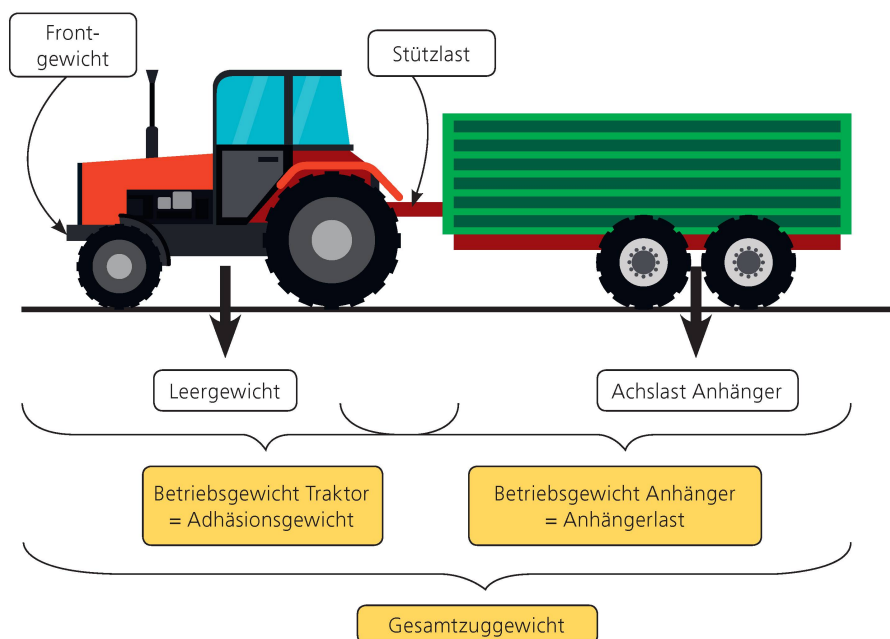 Front-
gewicht
Stützlast
Leergewicht
Achslast Anhänger
Betriebsgewicht Traktor
= Adhäsionsgewicht
Betriebsgewicht Anhänger
= Anhängerlast
Gesamtzuggewicht